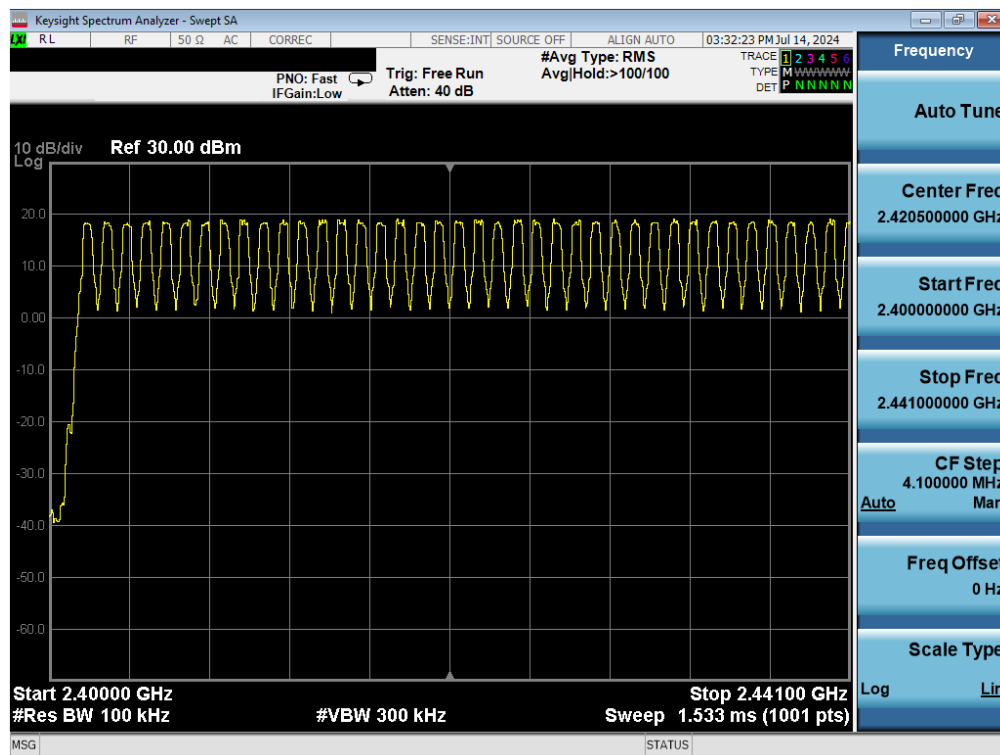 Keysight Spectrum Analyzer - Swept SA
LXI RL RF 50 Ω AC CORREC SENSE:INT SOURCE OFF ALIGN AUTO 03:32:23 PM Jul 14, 2024
Frequency
PNO: Fast
IFGain:Low
Trig: Free Run
Atten: 40 dB
#Avg Type: RMS
Avg|Hold:>100/100
TRACE 1 2 3 4 5 6
TYPE M WWWWW
DET P N N N N N
Auto Tune
10 dB/div
Log
Ref 30.00 dBm
20.0
10.0
0.00
-10.0
-20.0
-30.0
-40.0
-50.0
-60.0
Center Freq
2.420500000 GHz
Start Freq
2.400000000 GHz
Stop Freq
2.441000000 GHz
CF Step
4.100000 MHz
Auto Man
Freq Offset
0 Hz
Scale Type
Log Lin
Start 2.40000 GHz
Stop 2.44100 GHz
#Res BW 100 kHz
#VBW 300 kHz
Sweep 1.533 ms (1001 pts)
MSG
STATUS